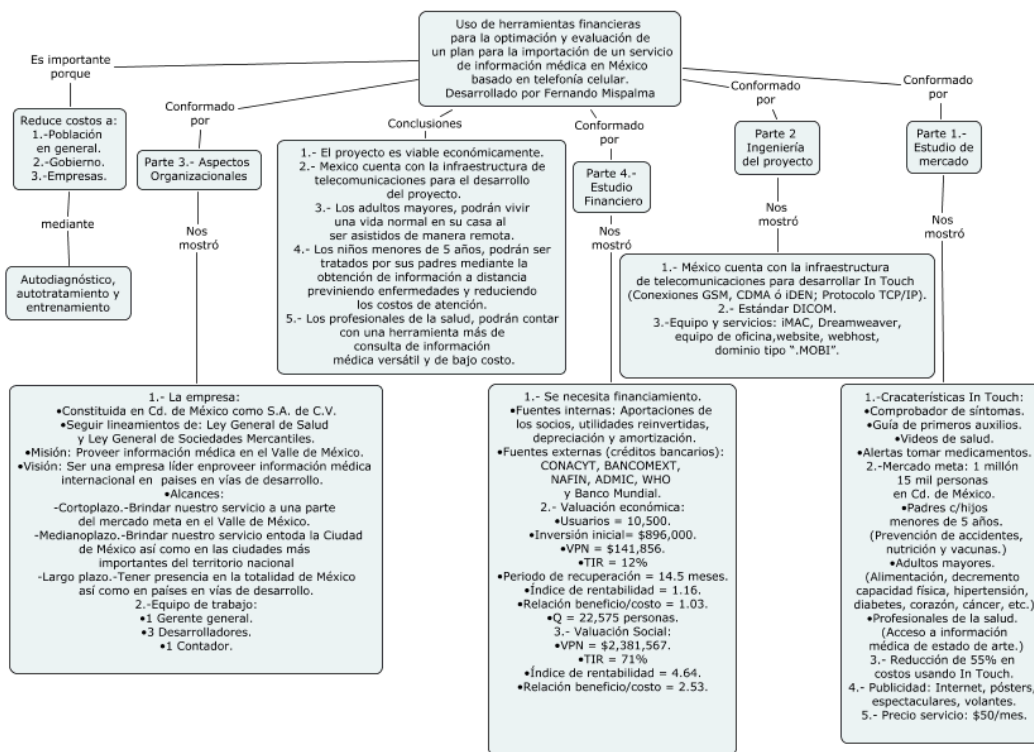 Uso de herramientas financieras
para la optimación y evaluación de
un plan para la importación de un servicio
de información médica en México
basado en telefonía celular.
Desarrollado por Fernando Mispalma
Es importante
porque
Reduce costos a:
1.-Población
en general.
2.-Gobierno.
3.-Empresas.
mediante
Autodiagnóstico,
autotratamiento y
entrenamiento
Conformado
por
Parte 3.- Aspectos
Organizacionales
Nos
mostró
1.- La empresa:
•Constituida en Cd. de México como S.A. de C.V.
•Seguir lineamientos de: Ley General de Salud
y Ley General de Sociedades Mercantiles.
•Misión: Proveer información médica en el Valle de México.
•Visión: Ser una empresa líder enproveer información médica
internacional en paises en vías de desarrollo.
•Alcances:
-Cortoplazo.-Brindar nuestro servicio a una parte
del mercado meta en el Valle de México.
-Medianoplazo.-Brindar nuestro servicio entoda la Ciudad
de México así como en las ciudades más
importantes del territorio nacional
-Largo plazo.-Tener presencia en la totalidad de México
así como en países en vías de desarrollo.
2.-Equipo de trabajo:
•1 Gerente general.
•3 Desarrolladores.
•1 Contador.
Conclusiones
1.- El proyecto es viable económicamente.
2.- Mexico cuenta con la infraestructura de
telecomunicaciones para el desarrollo
del proyecto.
3.- Los adultos mayores, podrán vivir
una vida normal en su casa al
ser asistidos de manera remota.
4.- Los niños menores de 5 años, podrán ser
tratados por sus padres mediante la
obtención de información a distancia
previniendo enfermedades y reduciendo
los costos de atención.
5.- Los profesionales de la salud, podrán contar
con una herramienta más de
consulta de información
médica versátil y de bajo costo.
Conformado
por
Parte 4.-
Estudio
Financiero
Nos
mostró
1.- Se necesita financiamiento.
•Fuentes internas: Aportaciones de
los socios, utilidades reinvertidas,
depreciación y amortización.
•Fuentes externas (créditos bancarios):
CONACYT, BANCOMEXT,
NAFIN, ADMIC, WHO
y Banco Mundial.
2.- Valuación económica:
•Usuarios = 10,500.
•Inversión inicial= $896,000.
•VPN = $141,856.
•TIR = 12%
•Periodo de recuperación = 14.5 meses.
•Índice de rentabilidad = 1.16.
•Relación beneficio/costo = 1.03.
•Q = 22,575 personas.
3.- Valuación Social:
•VPN = $2,381,567.
•TIR = 71%
•Índice de rentabilidad = 4.64.
•Relación beneficio/costo = 2.53.
Conformado
por
Parte 2
Ingeniería
del proyecto
Nos
mostró
1.- México cuenta con la infraestructura
de telecomunicaciones para desarrollar In Touch
(Conexiones GSM, CDMA ó iDEN; Protocolo TCP/IP).
2.- Estándar DICOM.
3.-Equipo y servicios: iMAC, Dreamweaver,
equipo de oficina,website, webhost,
dominio tipo “.MOBI”.
Conformado
por
Parte 1.-
Estudio de
mercado
Nos
mostró
1.-Cracaterísticas In Touch:
•Comprobador de síntomas.
•Guía de primeros auxilios.
•Videos de salud.
•Alertas tomar medicamentos.
2.-Mercado meta: 1 millón
15 mil personas
en Cd. de México.
•Padres c/hijos
menores de 5 años.
(Prevención de accidentes,
nutrición y vacunas.)
•Adultos mayores.
(Alimentación, decremento
capacidad física, hipertensión,
diabetes, corazón, cáncer, etc.)
•Profesionales de la salud.
(Acceso a información
médica de estado de arte.)
3.- Reducción de 55% en
costos usando In Touch.
4.- Publicidad: Internet, pósters,
espectaculares, volantes.
5.- Precio servicio: $50/mes.